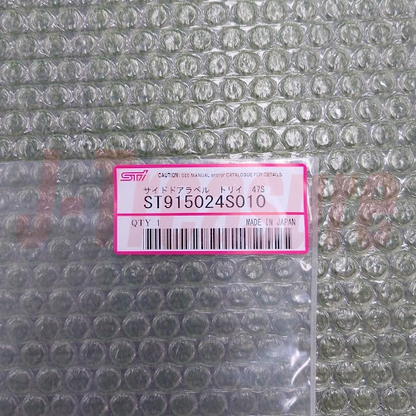 STI
CAUTION: SEE MANUAL and/or CATALOGUE FOR DETAILS.
サイドドアラベル トリイ 47S
ST915024S010
QTY 1 MADE IN JAPAN